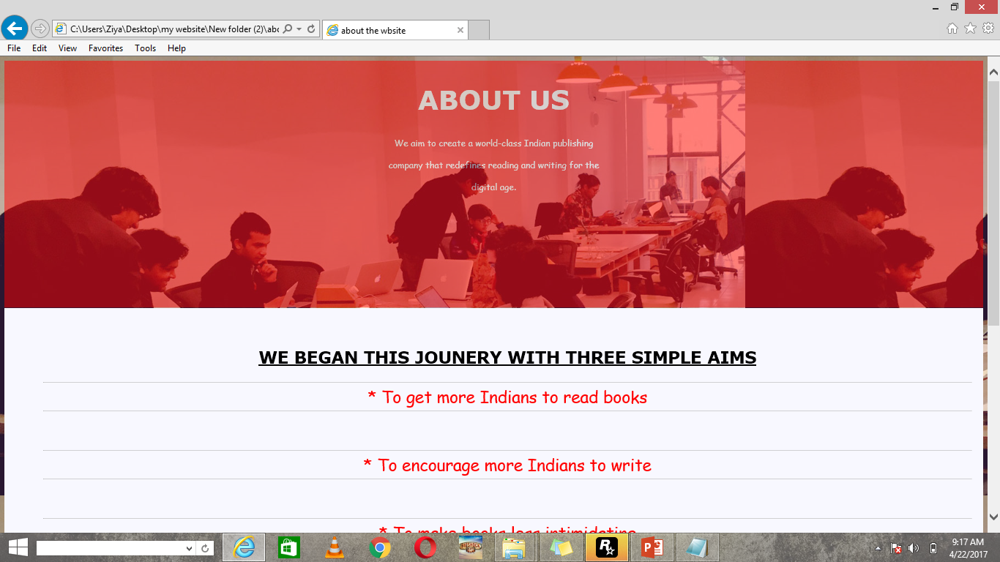 C:\Users\Ziya\Desktop\my website\New folder (2)\abo
about the wbsite
File Edit View Favorites Tools Help
ABOUT US
We aim to create a world-class Indian publishing
company that redefines reading and writing for the
digital age.
WE BEGAN THIS JOUNERY WITH THREE SIMPLE AIMS
* To get more Indians to read books
* To encourage more Indians to write
* To make books less intimidating
9:17 AM
4/22/2017